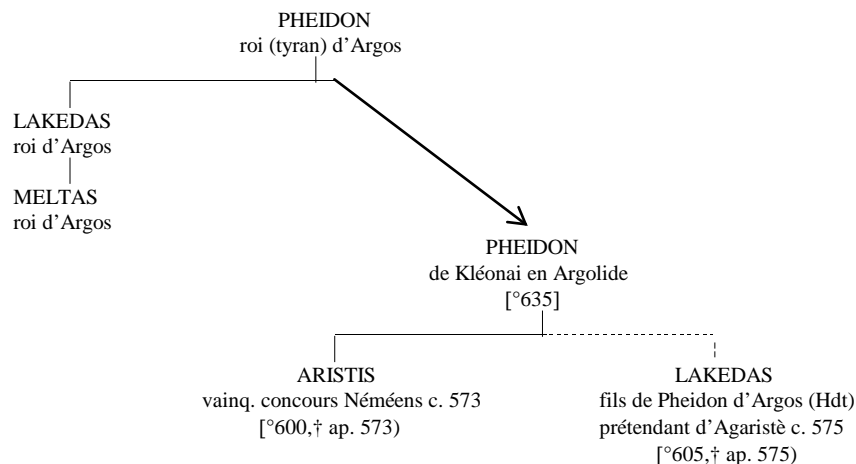 PHEIDON
roi (tyran) d’Argos
LAKEDAS
roi d’Argos
MELTAS
roi d’Argos
PHEIDON
de Kléonai en Argolide
[°635]
ARISTIS
vainq. concours Néméens c. 573
[°600,† ap. 573)
LAKEDAS
fils de Pheidon d’Argos (Hdt)
prétendant d’Agaristè c. 575
[°605,† ap. 575)